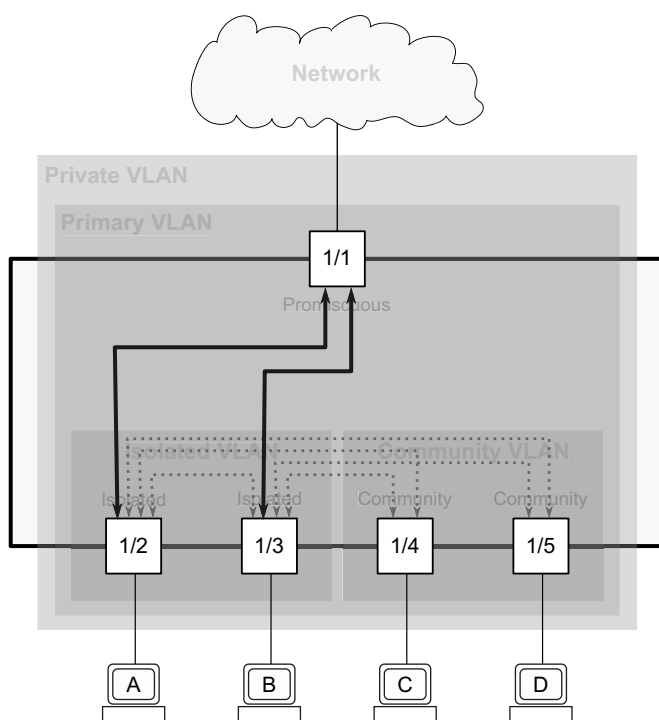 Network
Private VLAN
Primary VLAN
1/1
Promiscuous
Isolated VLAN
Community VLAN
Isolated
Isolated
Community
Community
1/2
1/3
1/4
1/5
A
B
C
D